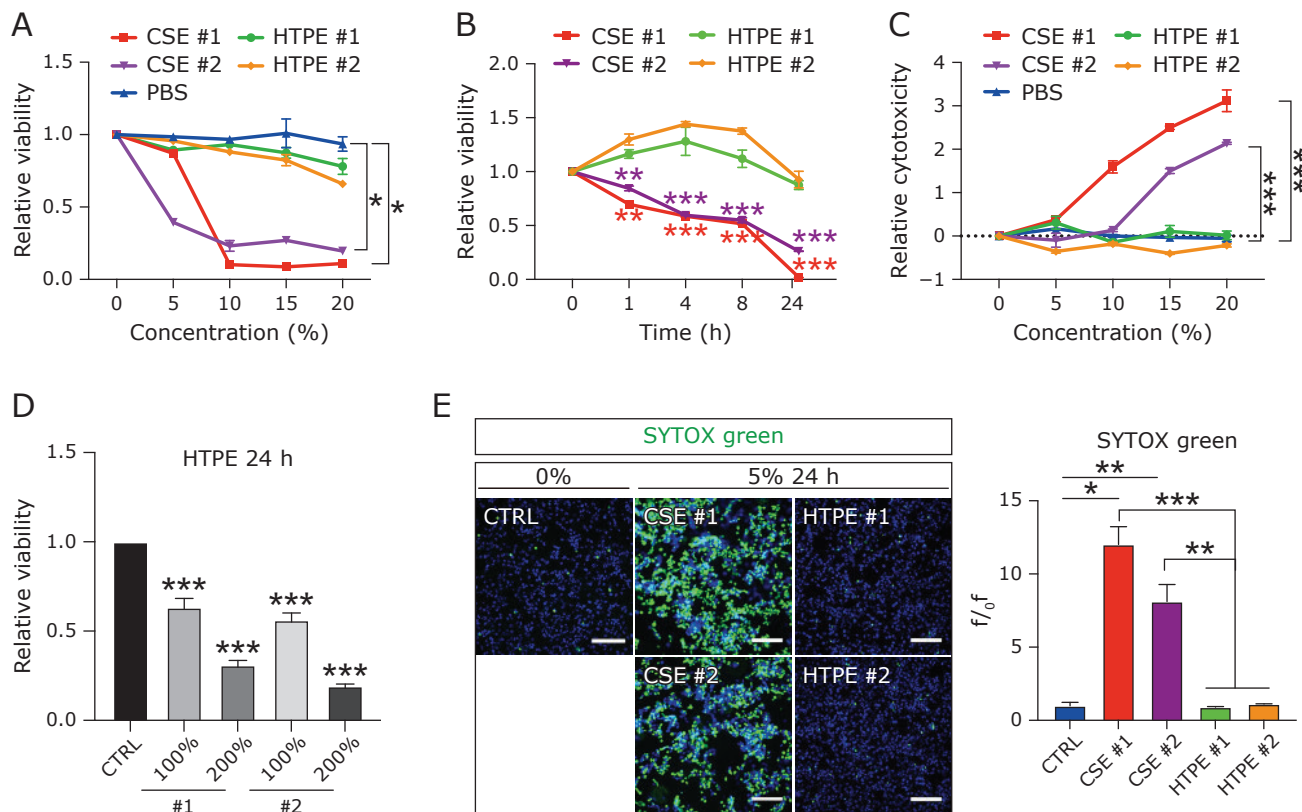 A
CSE #1 HTPE #1
CSE #2 HTPE #2
PBS
Relative viability
1.5
1.0
0.5
0.0
*
*
0 5 10 15 20
Concentration (%)
B
CSE #1 HTPE #1
CSE #2 HTPE #2
Relative viability
2.0
1.5
1.0
0.5
0.0
** *** *** ***
** *** *** ***
0 1 4 8 24
Time (h)
C
CSE #1 HTPE #1
CSE #2 HTPE #2
PBS
Relative cytotoxicity
4
3
2
1
0
−1
***
***
0 5 10 15 20
Concentration (%)
D
HTPE 24 h
Relative viability
1.5
1.0
0.5
0.0
*** *** *** ***
CTRL 100% 200% 100% 200%
#1 #2
E
SYTOX green
0% 5% 24 h
CTRL CSE #1 HTPE #1
CSE #2 HTPE #2
SYTOX green
f/0f
15
10
5
0
**
* ***
**
CTRL CSE #1 CSE #2 HTPE #1 HTPE #2